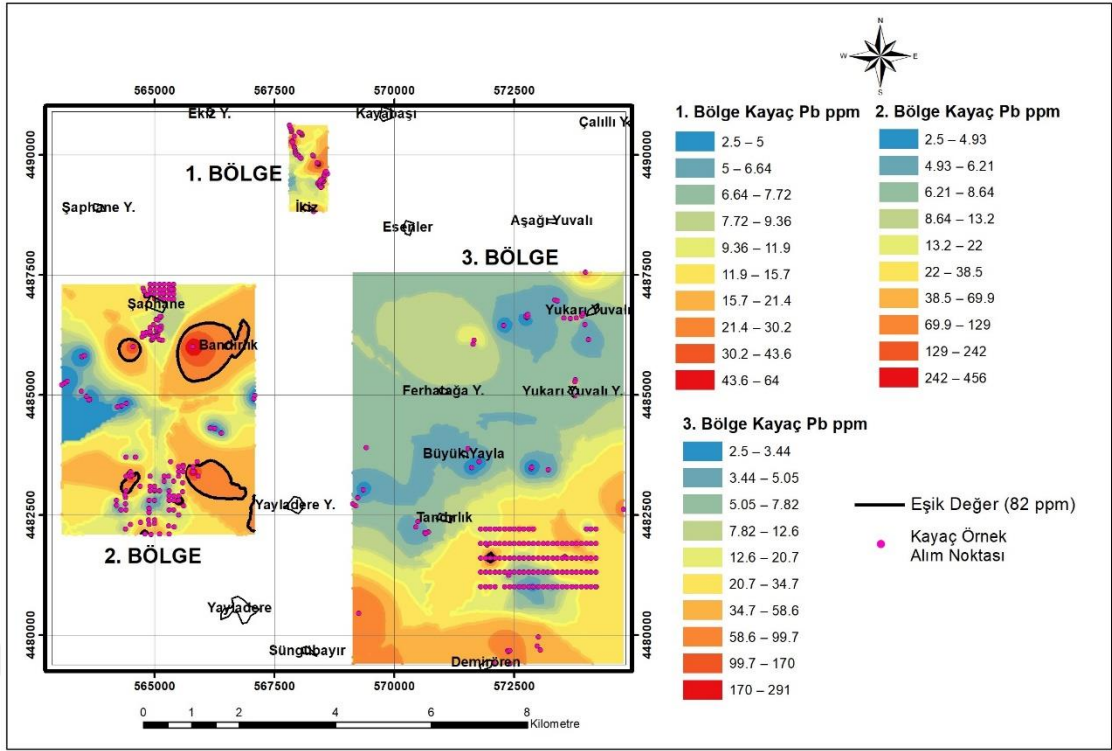 N
W E
S
565000 567500 570000 572500
Ekiz Y. Kayabaşı Çalıllı Y.
4490000 4490000
1. BÖLGE
İkiz
Şaphane Y. Esenler Aşağı Yuvalı
3. BÖLGE
4487500 4487500
Şaphane Yukarı Yuvalı
Bandırlık
4485000 Ferhatağa Y. Yukarı Yuvalı Y. 4485000
Büyük Yayla
4482500 Yayladere Y. Tandırlık 4482500
2. BÖLGE
Yayladere
4480000 4480000
Süngübayır Demirören
565000 567500 570000 572500
0 1 2 4 6 8
Kilometre
1. Bölge Kayaç Pb ppm
2.5 – 5
5 – 6.64
6.64 – 7.72
7.72 – 9.36
9.36 – 11.9
11.9 – 15.7
15.7 – 21.4
21.4 – 30.2
30.2 – 43.6
43.6 – 64
2. Bölge Kayaç Pb ppm
2.5 – 4.93
4.93 – 6.21
6.21 – 8.64
8.64 – 13.2
13.2 – 22
22 – 38.5
38.5 – 69.9
69.9 – 129
129 – 242
242 – 456
3. Bölge Kayaç Pb ppm
2.5 – 3.44
3.44 – 5.05
5.05 – 7.82
7.82 – 12.6
12.6 – 20.7
20.7 – 34.7
34.7 – 58.6
58.6 – 99.7
99.7 – 170
170 – 291
Eşik Değer (82 ppm)
Kayaç Örnek
Alım Noktası